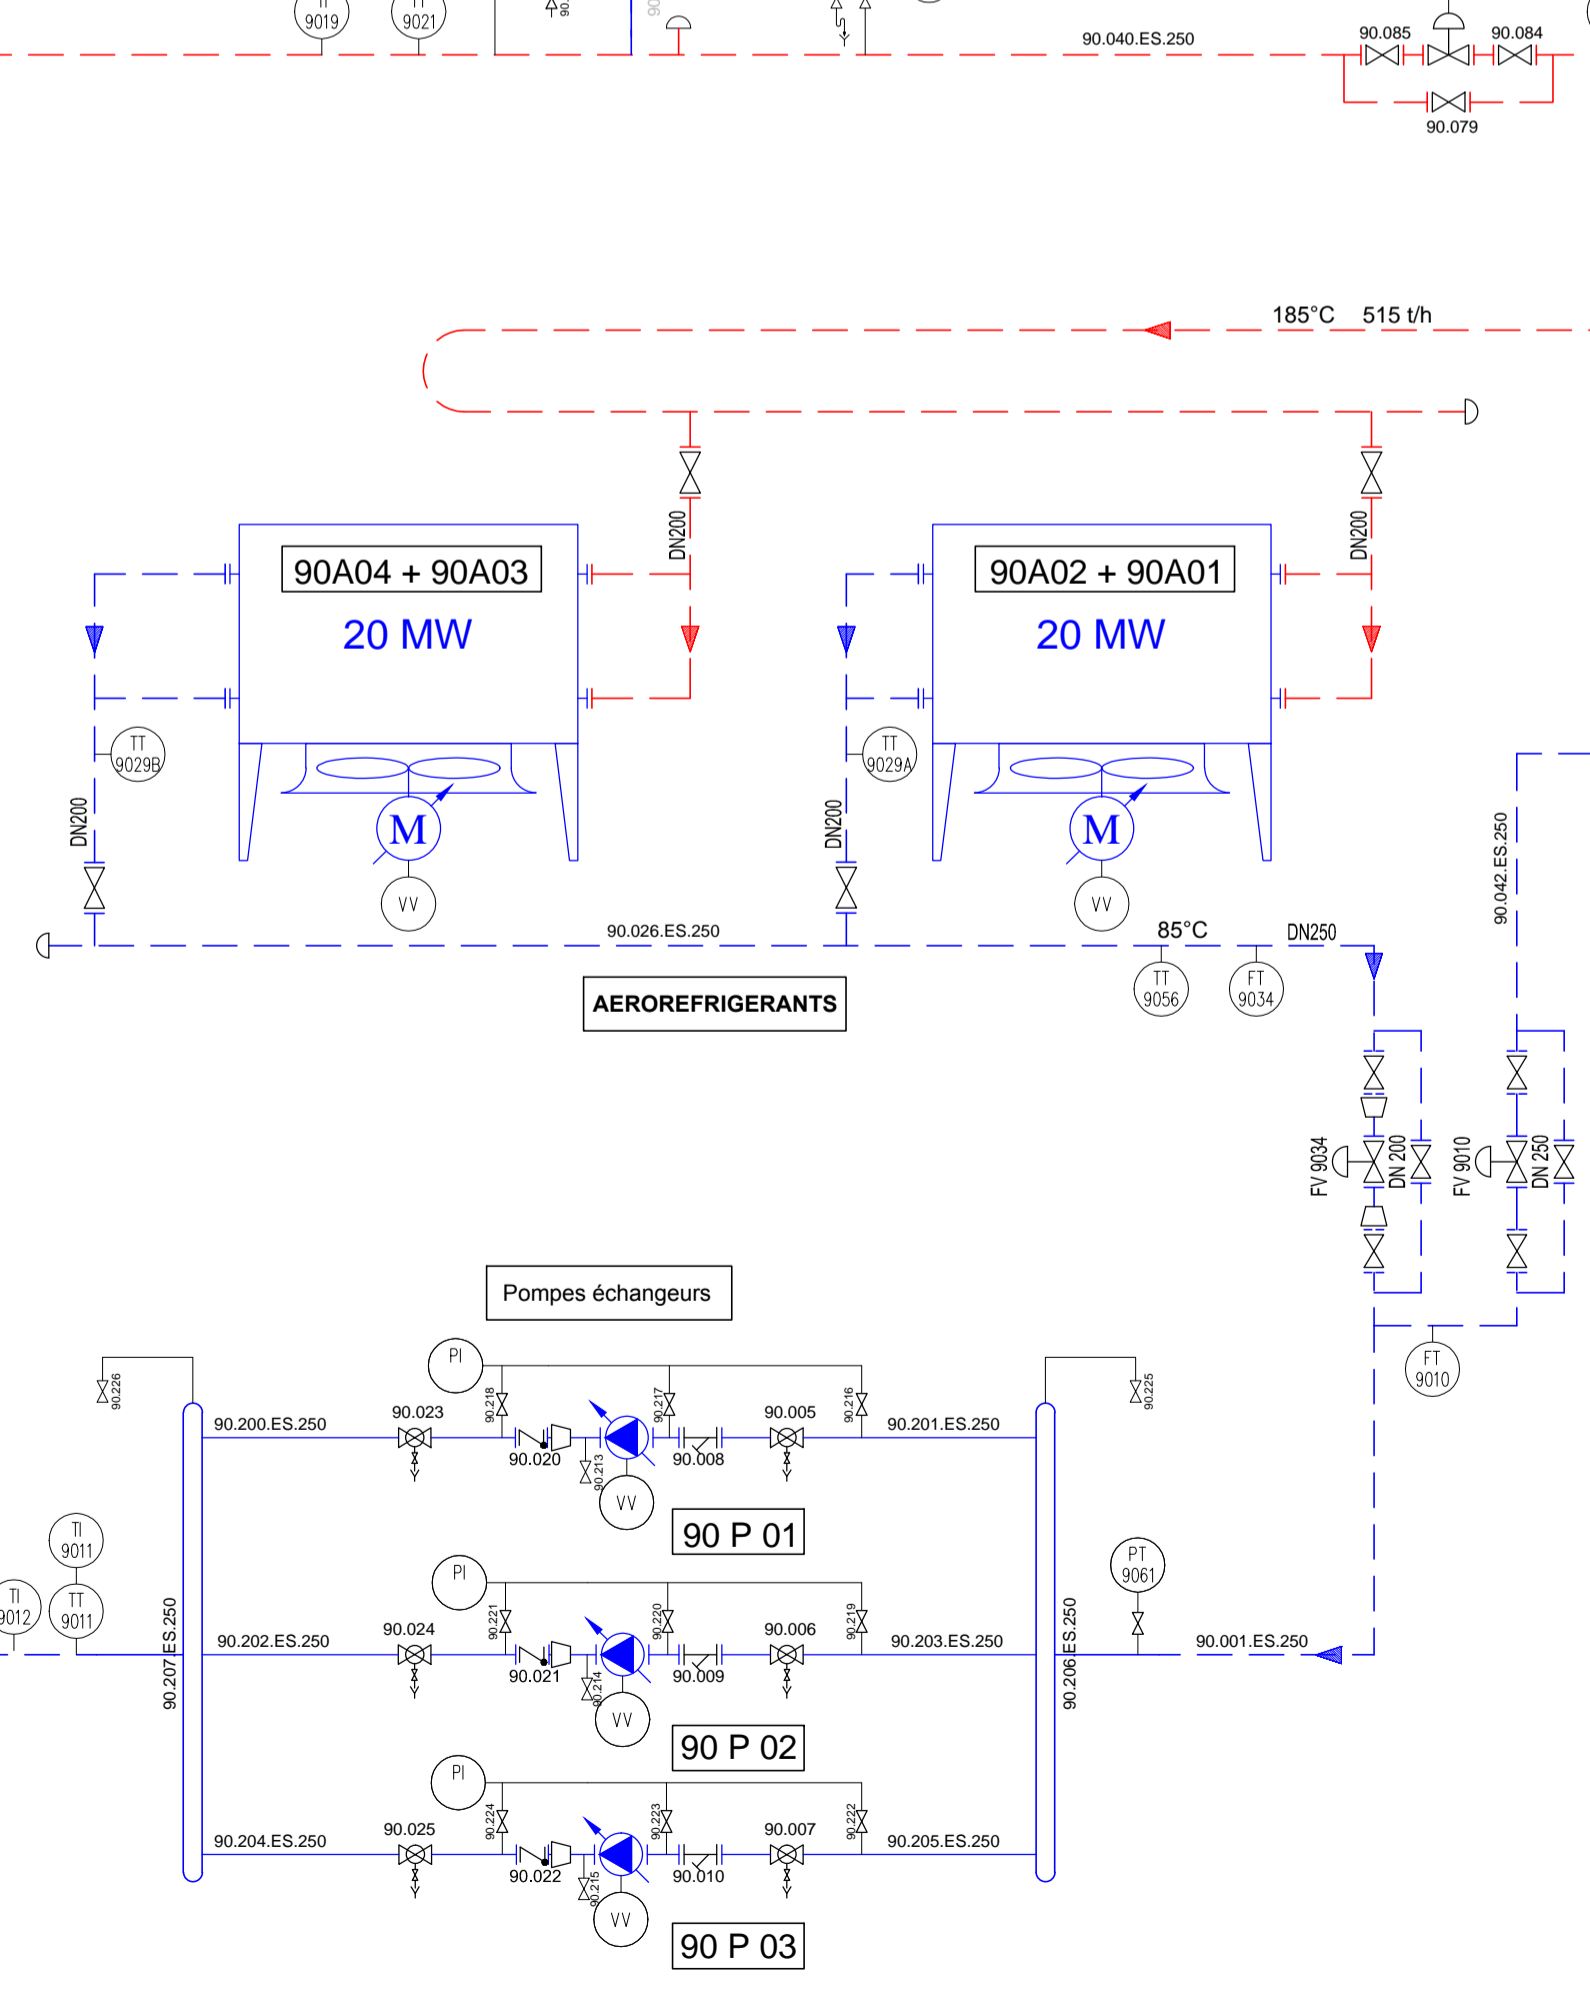 9019
9021
90.040.ES.250
90.085
90.084
90.079
185°C 515 t/h
DN200
DN200
90A04 + 90A03
20 MW
90A02 + 90A01
20 MW
TT
9029B
TT
9029A
DN200
DN200
M
M
VV
VV
90.042.ES.250
90.026.ES.250
85°C
DN250
TT
9056
FT
9034
AEROREFRIGERANTS
FV 9034
DN 200
FV 9010
DN 250
FT
9010
Pompes échangeurs
PI
90.226
90.218
90.217
90.216
90.225
90.200.ES.250
90.023
90.005
90.201.ES.250
90.020
90.213
90.008
VV
90 P 01
TI
9011
TI
9012
TT
9011
PT
9061
PI
90.221
90.220
90.219
90.207.ES.250
90.202.ES.250
90.024
90.006
90.203.ES.250
90.206.ES.250
90.001.ES.250
90.021
90.214
90.009
VV
90 P 02
PI
90.224
90.223
90.222
90.204.ES.250
90.025
90.007
90.205.ES.250
90.022
90.215
90.010
VV
90 P 03